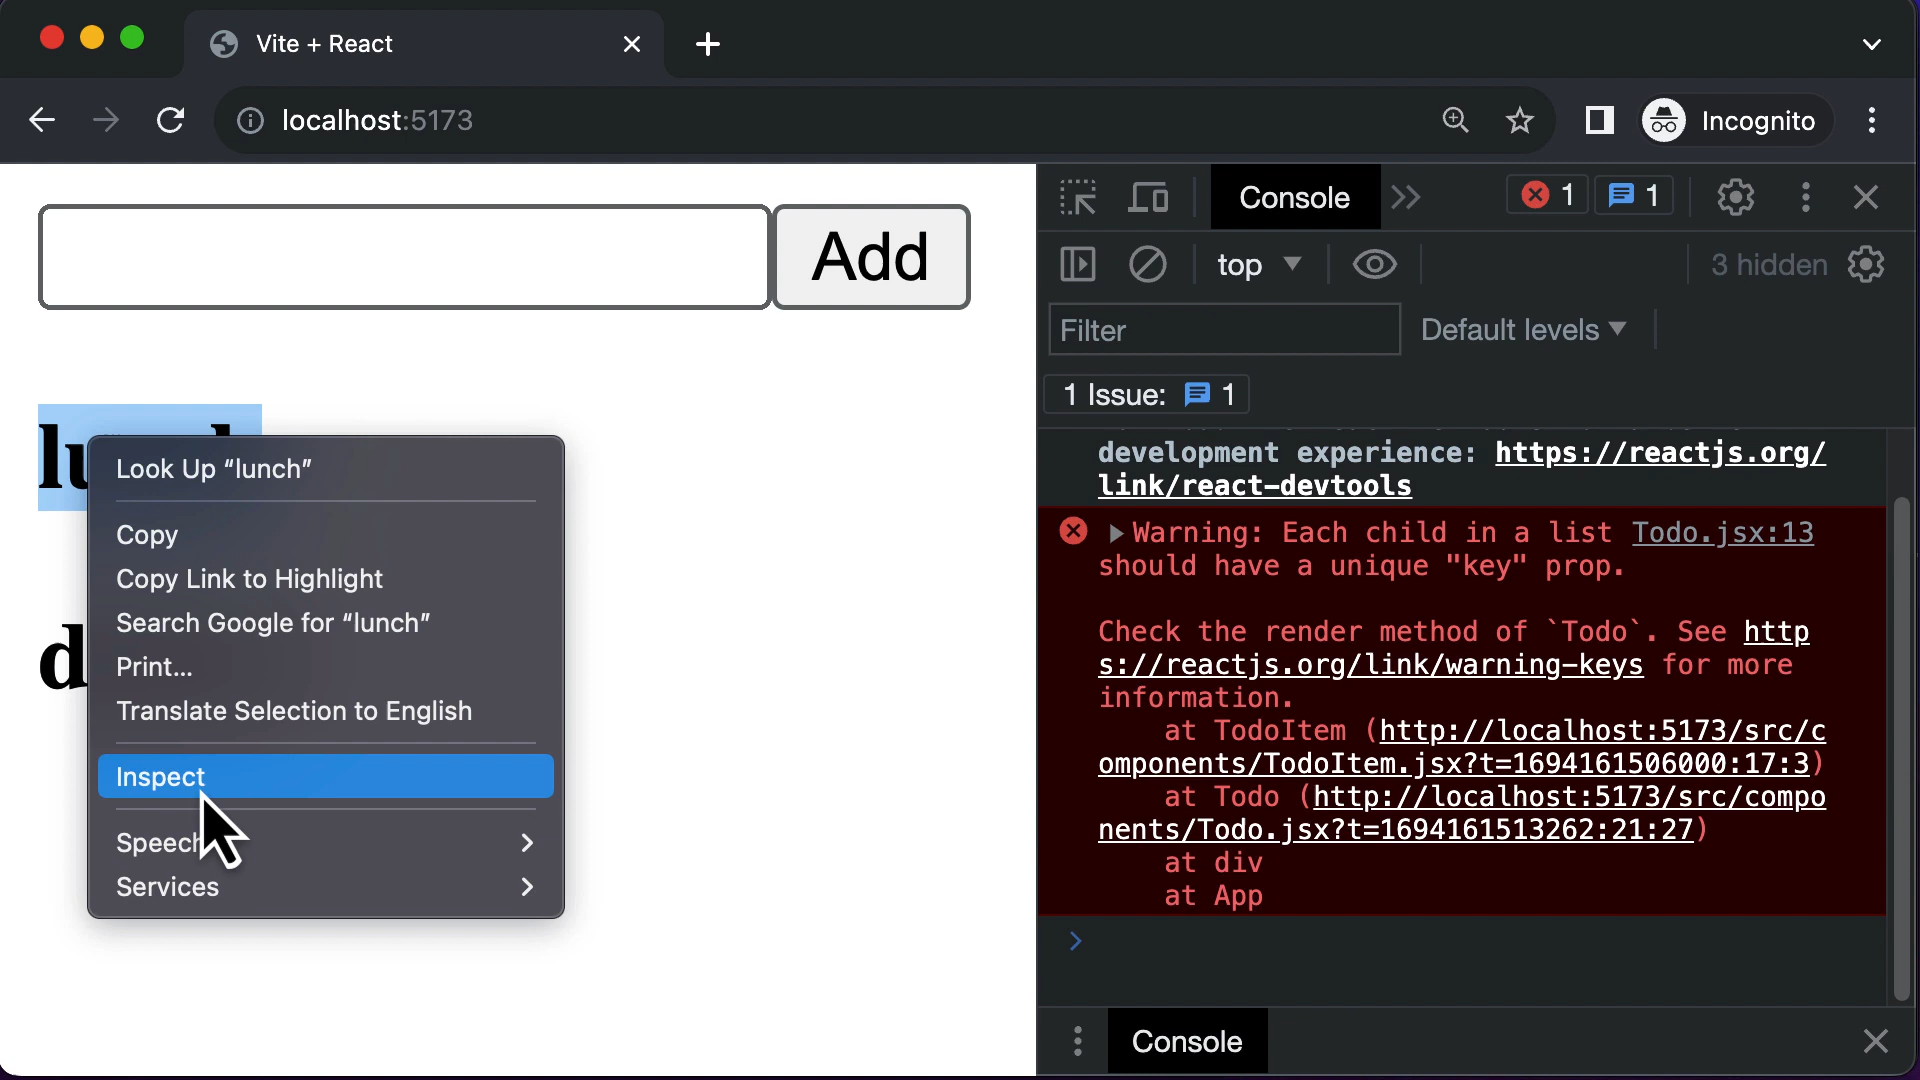 Vite + React
localhost:5173
Incognito
Add
Console
1
1
top
3 hidden
Filter
Default levels
1 Issue: 1
lunch
Look Up “lunch”
Copy
Copy Link to Highlight
Search Google for “lunch”
Print...
Translate Selection to English
Inspect
Speech
Services
d
development experience: https://reactjs.org/
link/react-devtools
Warning: Each child in a list Todo.jsx:13
should have a unique "key" prop.
Check the render method of `Todo`. See http
s://reactjs.org/link/warning-keys for more
information.
at TodoItem (http://localhost:5173/src/c
omponents/TodoItem.jsx?t=1694161506000:17:3)
at Todo (http://localhost:5173/src/compo
nents/Todo.jsx?t=1694161513262:21:27)
at div
at App
Console